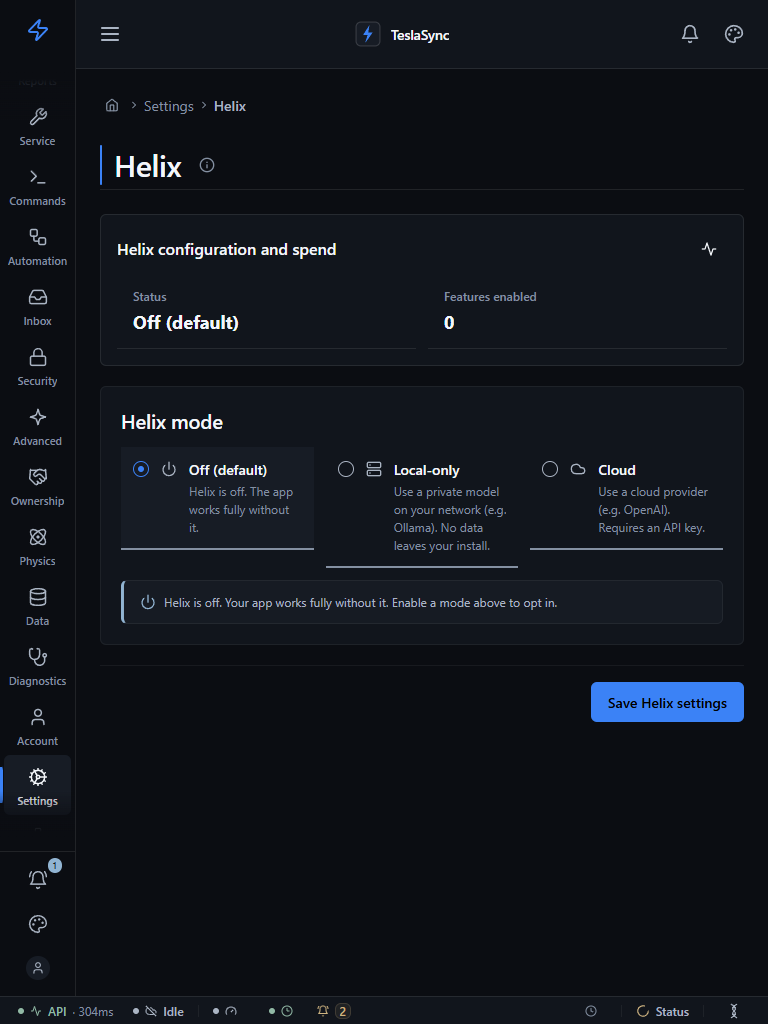 TeslaSync
Service
Commands
Automation
Inbox
Security
Advanced
Ownership
Physics
Data
Diagnostics
Account
Settings
1
Settings > Helix
Helix
Helix configuration and spend
Status
Off (default)
Features enabled
0
Helix mode
Off (default)
Helix is off. The app
works fully without
it.
Local-only
Use a private model
on your network (e.g.
Ollama). No data
leaves your install.
Cloud
Use a cloud provider
(e.g. OpenAI).
Requires an API key.
Helix is off. Your app works fully without it. Enable a mode above to opt in.
Save Helix settings
API · 304ms
Idle
2
Status